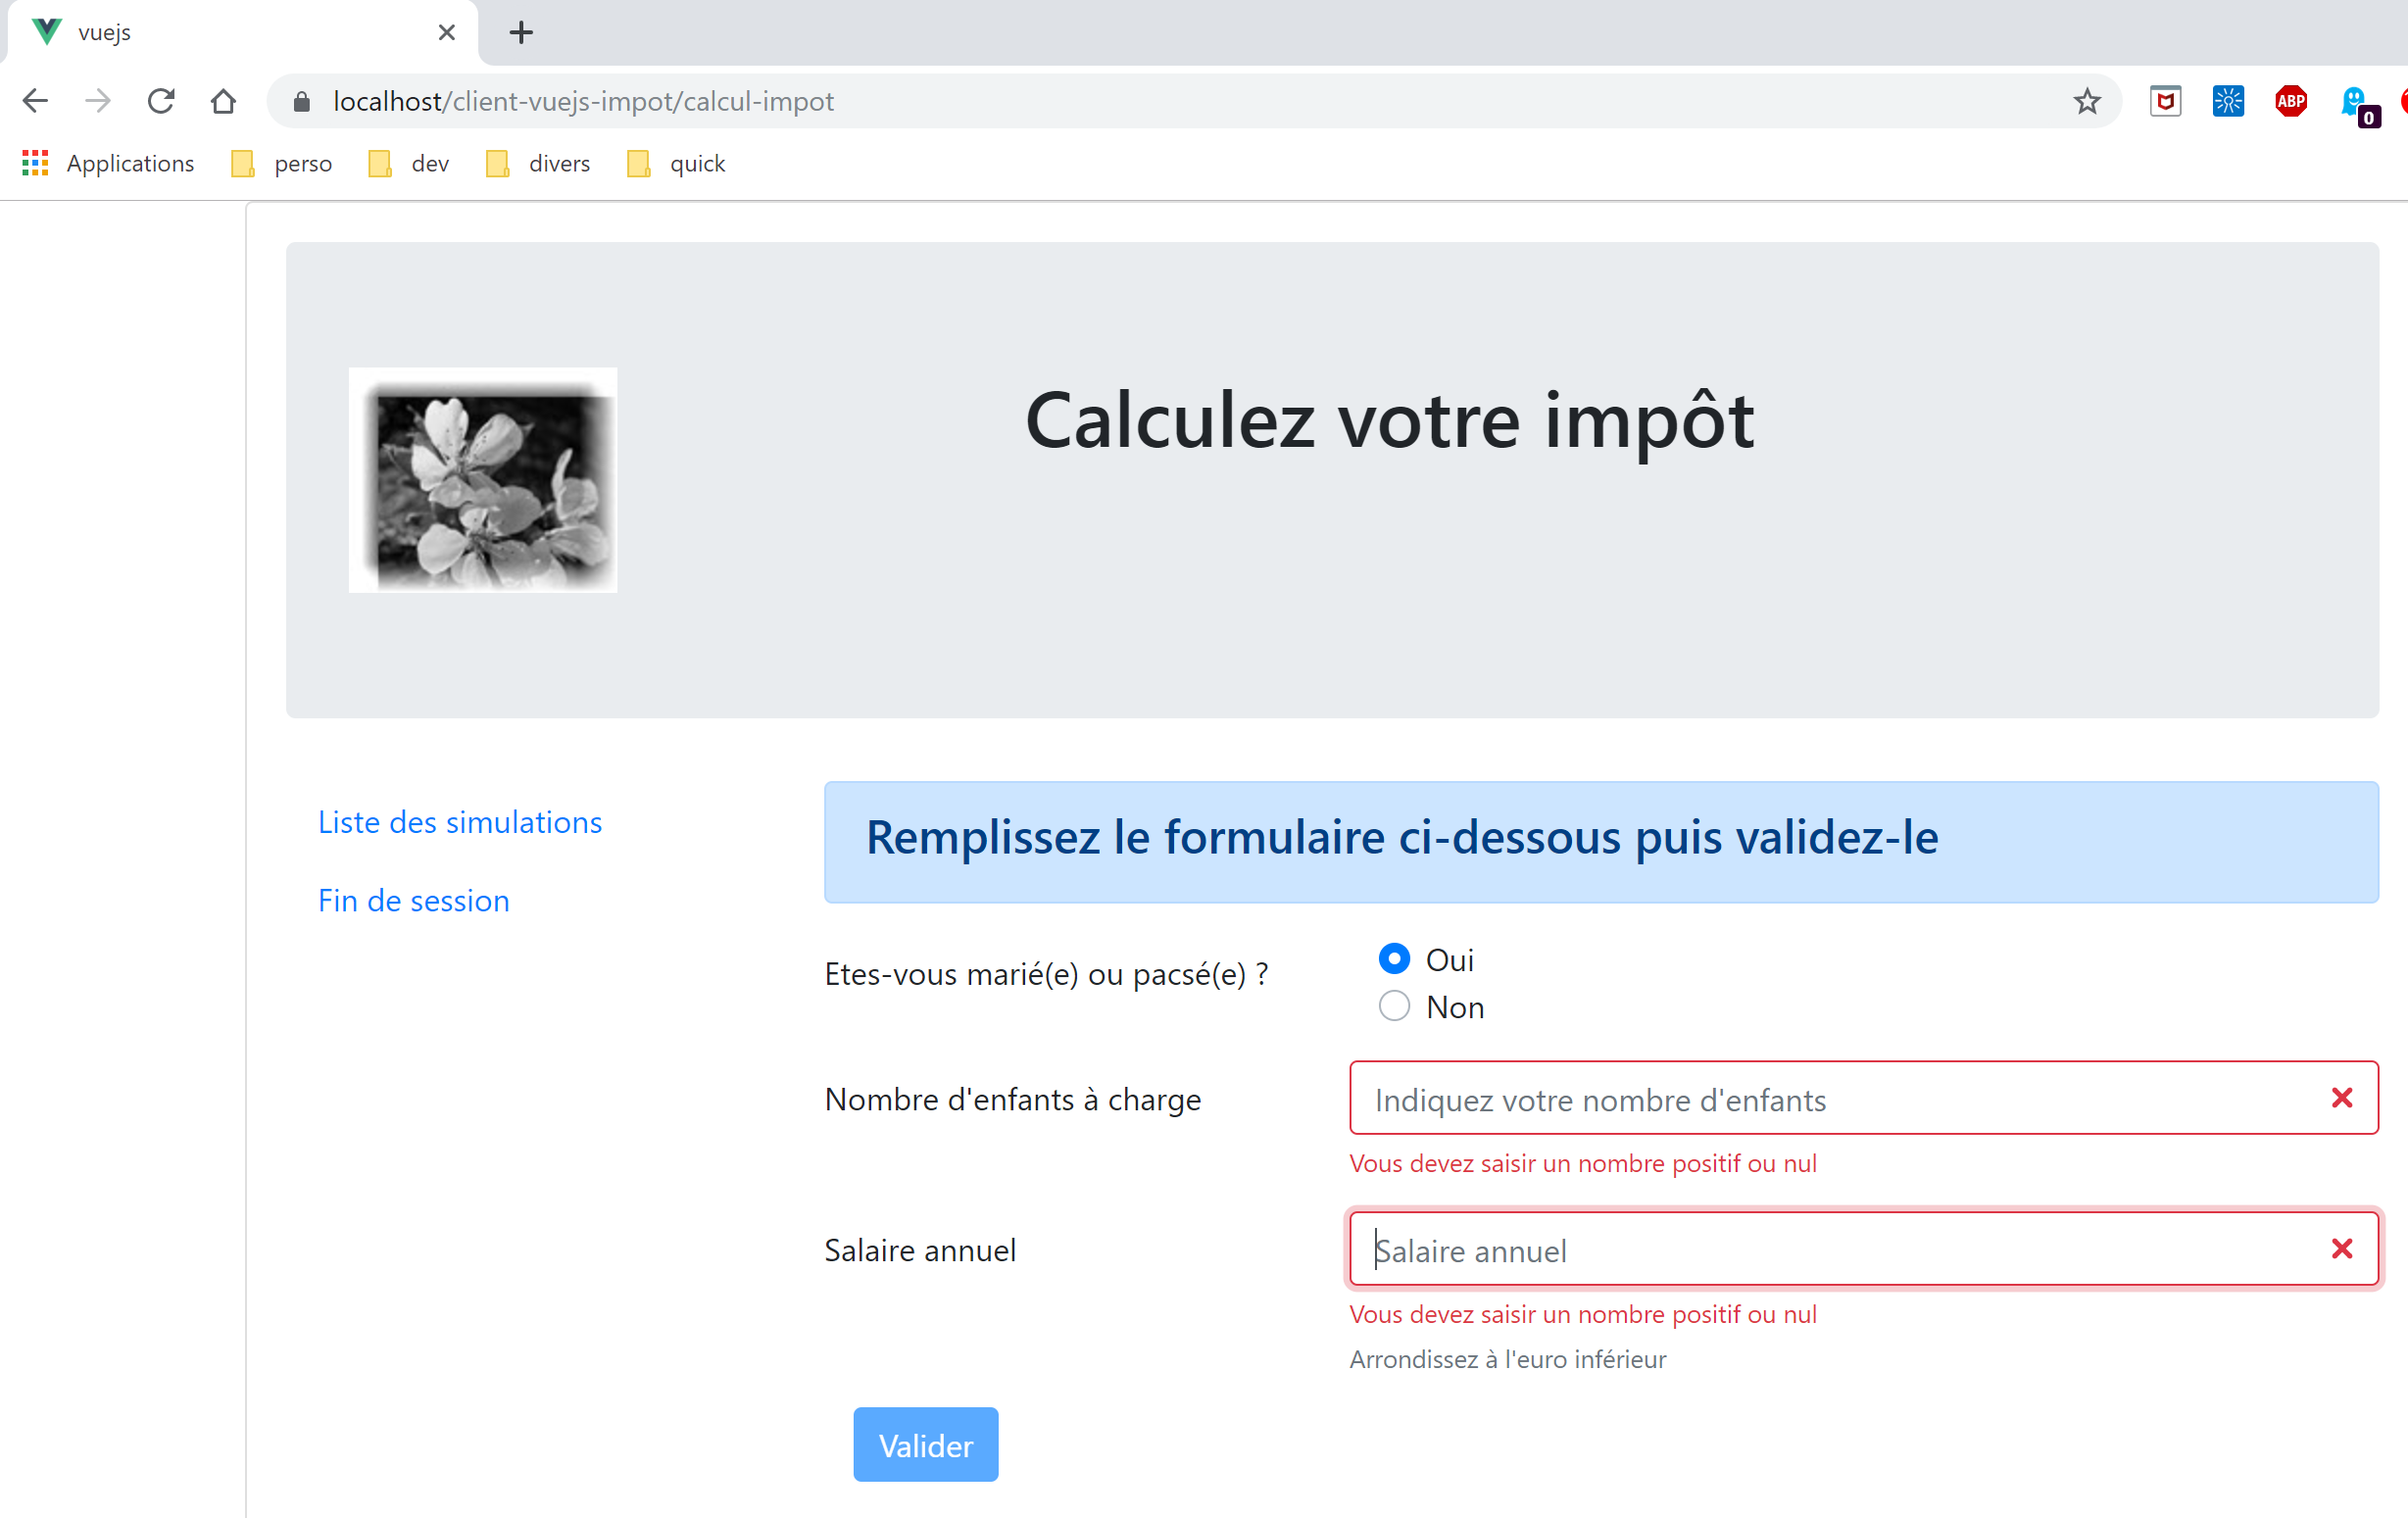 vuejs
localhost/client-vuejs-impot/calcul-impot
ABP
0
Applications perso dev divers quick
Calculez votre impôt
Liste des simulations
Fin de session
Remplissez le formulaire ci-dessous puis validez-le
Etes-vous marié(e) ou pacsé(e) ?
Oui
Non
Nombre d'enfants à charge
Indiquez votre nombre d'enfants
Vous devez saisir un nombre positif ou nul
Salaire annuel
Salaire annuel
Vous devez saisir un nombre positif ou nul
Arrondissez à l'euro inférieur
Valider